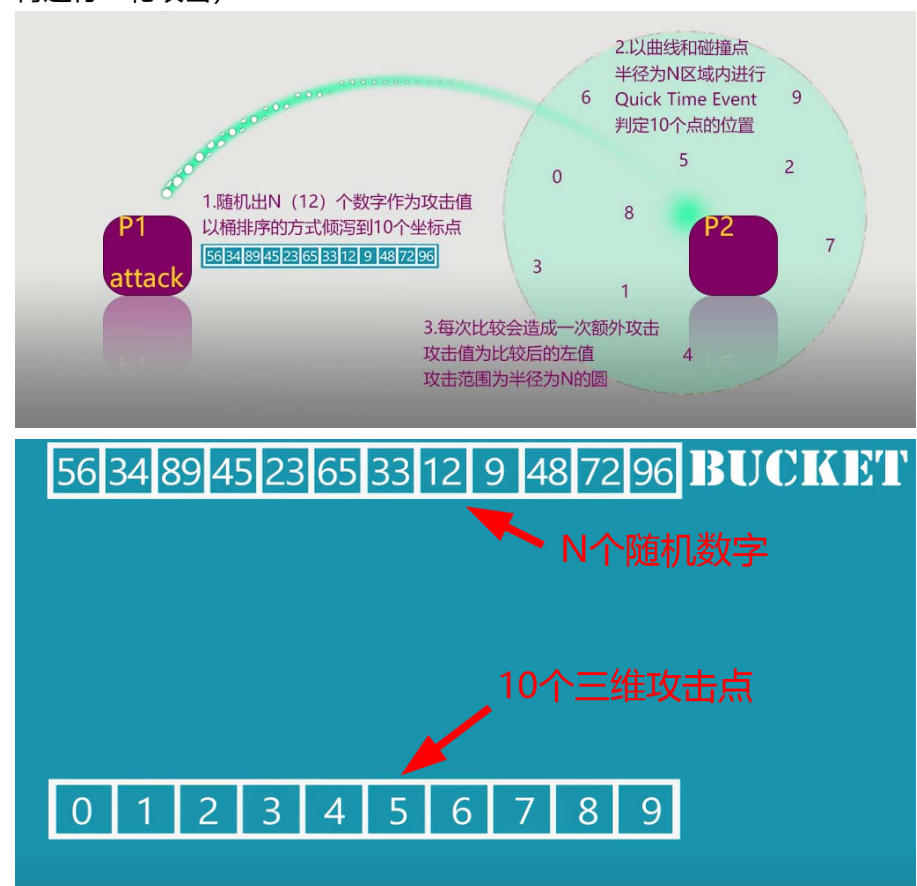 2.以曲线和碰撞点
半径为N区域内进行
Quick Time Event
判定10个点的位置
6
9
5
2
0
8
7
3
1
4
1.随机出N（12）个数字作为攻击值
以桶排序的方式倾泻到10个坐标点
56 34 89 45 23 65 33 12 9 48 72 96
P1
attack
P2
3.每次比较会造成一次额外攻击
攻击值为比较后的左值
攻击范围为半径为N的圆
56 34 89 45 23 65 33 12 9 48 72 96 BUCKET
N个随机数字
10个三维攻击点
0 1 2 3 4 5 6 7 8 9